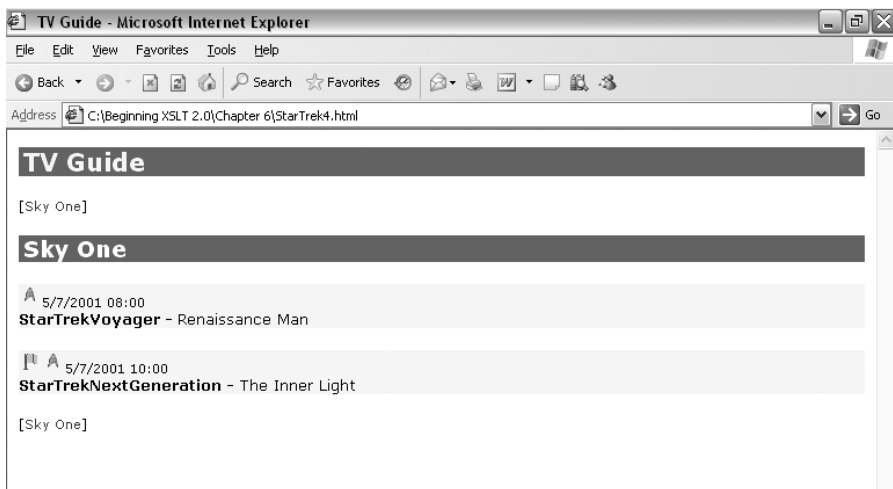 TV Guide - Microsoft Internet Explorer
File Edit View Favorites Tools Help
Back Search Favorites
Address C:\Beginning XSLT 2.0\Chapter 6\StarTrek4.html Go
TV Guide
[Sky One]
Sky One
5/7/2001 08:00
StarTrekVoyager - Renaissance Man
5/7/2001 10:00
StarTrekNextGeneration - The Inner Light
[Sky One]